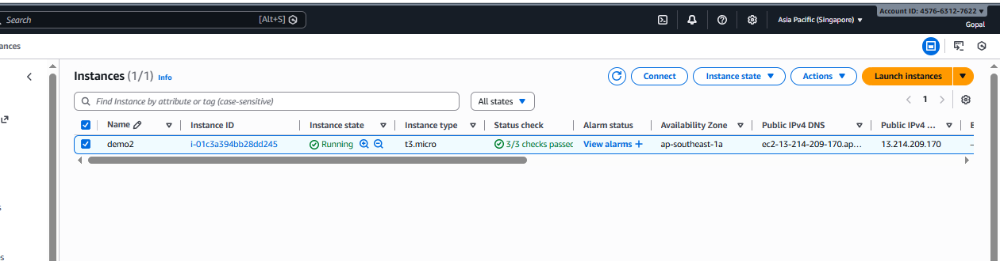 Search [Alt+S] Asia Pacific (Singapore) Account ID: 4576-6312-7622
Gopal
ances
Instances (1/1) Info Connect Instance state Actions Launch instances
Find Instance by attribute or tag (case-sensitive) All states 1
Name Instance ID Instance state Instance type Status check Alarm status Availability Zone Public IPv4 DNS Public IPv4 ... E
demo2 i-01c3a394bb28dd245 Running t3.micro 3/3 checks passed View alarms + ap-southeast-1a ec2-13-214-209-170.ap... 13.214.209.170 –
s
es